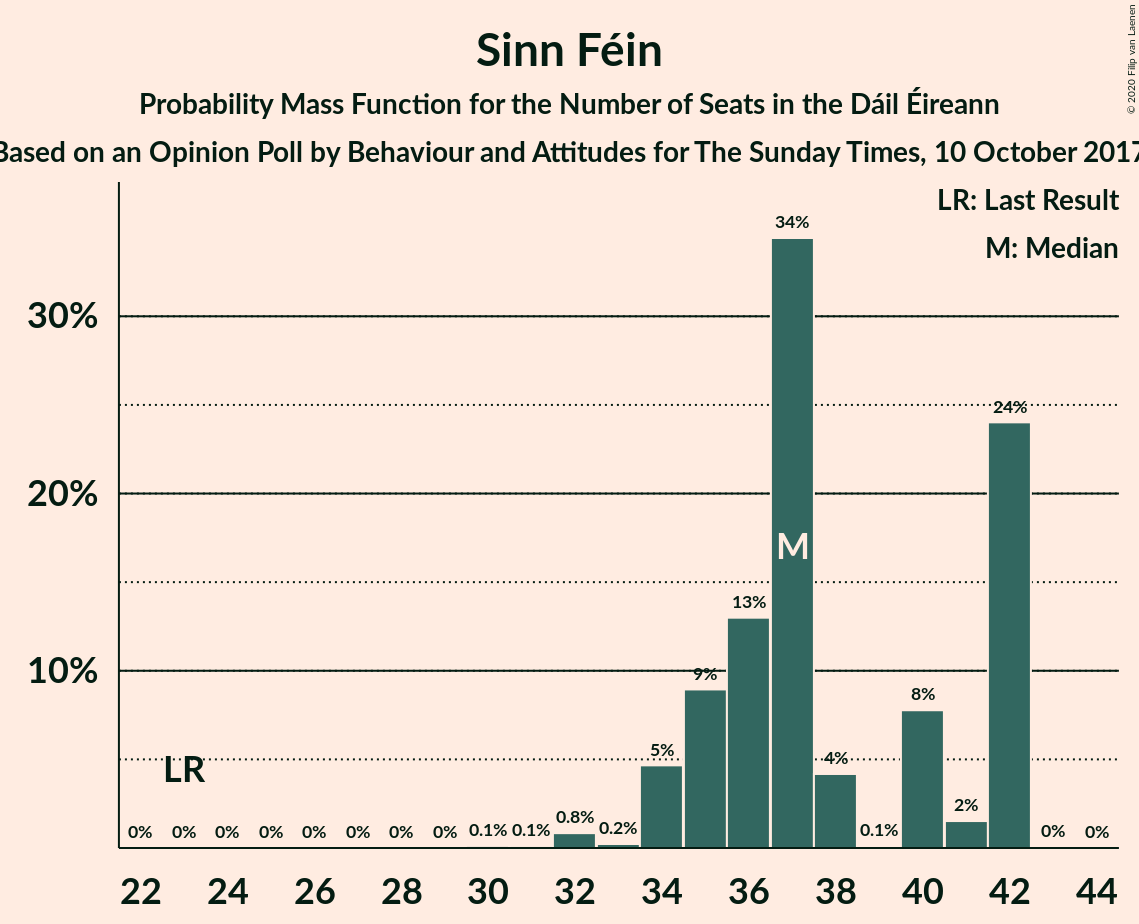 Sinn Féin
Probability Mass Function for the Number of Seats in the Dáil Éireann
Based on an Opinion Poll by Behaviour and Attitudes for The Sunday Times, 10 October 2017
© 2020 Filip van Laenen
LR: Last Result
M: Median
30%
20%
10%
LR
M
0% 0% 0% 0% 0% 0% 0% 0% 0.1% 0.1% 0.8% 0.2% 5% 9% 13% 34% 4% 0.1% 8% 2% 24% 0% 0%
22 24 26 28 30 32 34 36 38 40 42 44